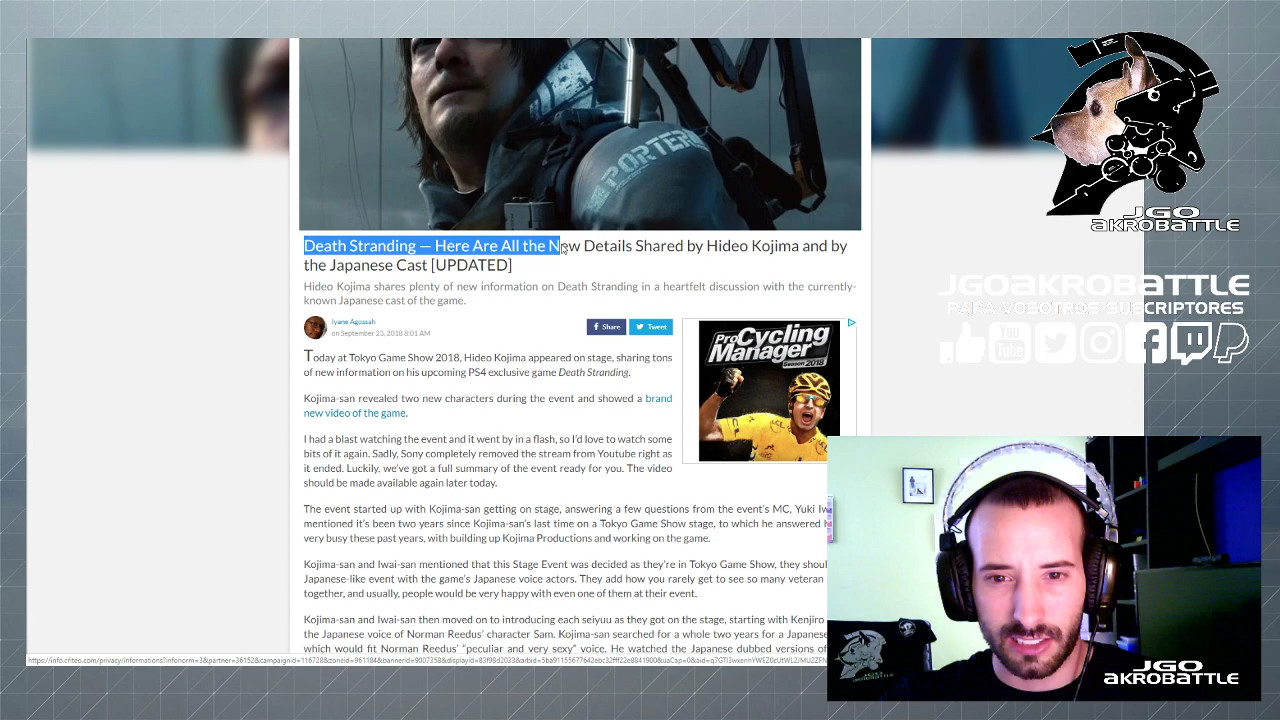 PORTER
Death Stranding — Here Are All the New Details Shared by Hideo Kojima and by
the Japanese Cast [UPDATED]
Hideo Kojima shares plenty of new information on Death Stranding in a heartfelt discussion with the currently-
known Japanese cast of the game.
Iyane Agossah
on September 23, 2018 8:01 AM
Share
Tweet
Today at Tokyo Game Show 2018, Hideo Kojima appeared on stage, sharing tons
of new information on his upcoming PS4 exclusive game Death Stranding.
Kojima-san revealed two new characters during the event and showed a brand
new video of the game.
I had a blast watching the event and it went by in a flash, so I'd love to watch some
bits of it again. Sadly, Sony completely removed the stream from Youtube right as
it ended. Luckily, we've got a full summary of the event ready for you. The video
should be made available again later today.
The event started up with Kojima-san getting on stage, answering a few questions from the event's MC, Yuki
mentioned it's been two years since Kojima-san's last time on a Tokyo Game Show stage, to which he answered
very busy these past years, with building up Kojima Productions and working on the game.
Kojima-san and Iwai-san mentioned that this Stage Event was decided as they're in Tokyo Game Show, they
Japanese-like event with the game's Japanese voice actors. They add how you rarely get to see so many veteran
together, and usually, people would be very happy with even one of them at their event.
Kojima-san and Iwai-san then moved on to introducing each seiyuu as they got on the stage, starting with Kenjiro
the Japanese voice of Norman Reedus' character Sam. Kojima-san searched for a whole two years for a Japanese
which would fit Norman Reedus' "peculiar and very sexy" voice. He watched the Japanese dubbed versions of
Pro Cycling
Manager
Season 2018
JGO
AKROBATTLE
JGOAKROBATTLE
PARA VOSOTROS SUSCRIPTORES
You
Tube
JGO
AKROBATTLE